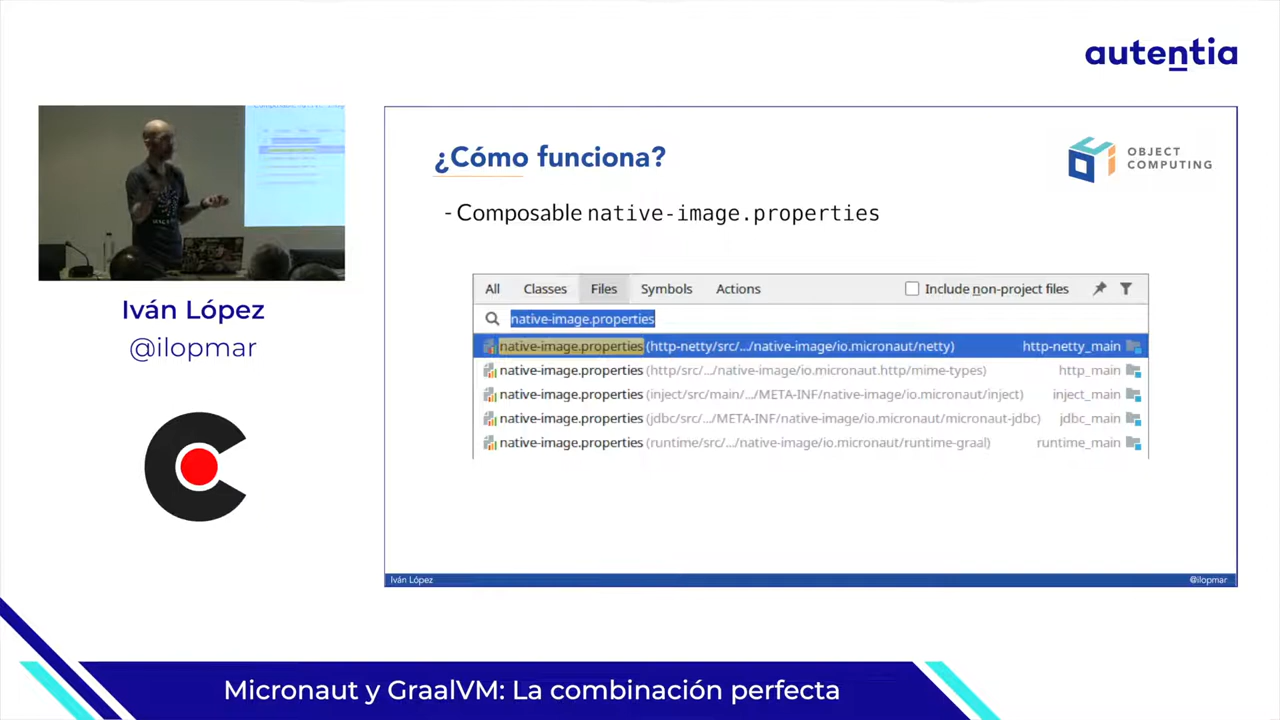 autentia
Iván López
@ilopmar
¿Cómo funciona?
OBJECT
COMPUTING
- Composable native-image.properties
All Classes Files Symbols Actions Include non-project files
native-image.properties
native-image.properties (http-netty/src/.../native-image/io.micronaut/netty) http-netty_main
native-image.properties (http/src/.../native-image/io.micronaut.http/mime-types) http_main
native-image.properties (inject/src/main/.../META-INF/native-image/io.micronaut/inject) inject_main
native-image.properties (jdbc/src/.../META-INF/native-image/io.micronaut/micronaut-jdbc) jdbc_main
native-image.properties (runtime/src/.../native-image/io.micronaut/runtime-graal) runtime_main
Iván López @ilopmar
Micronaut y GraalVM: La combinación perfecta